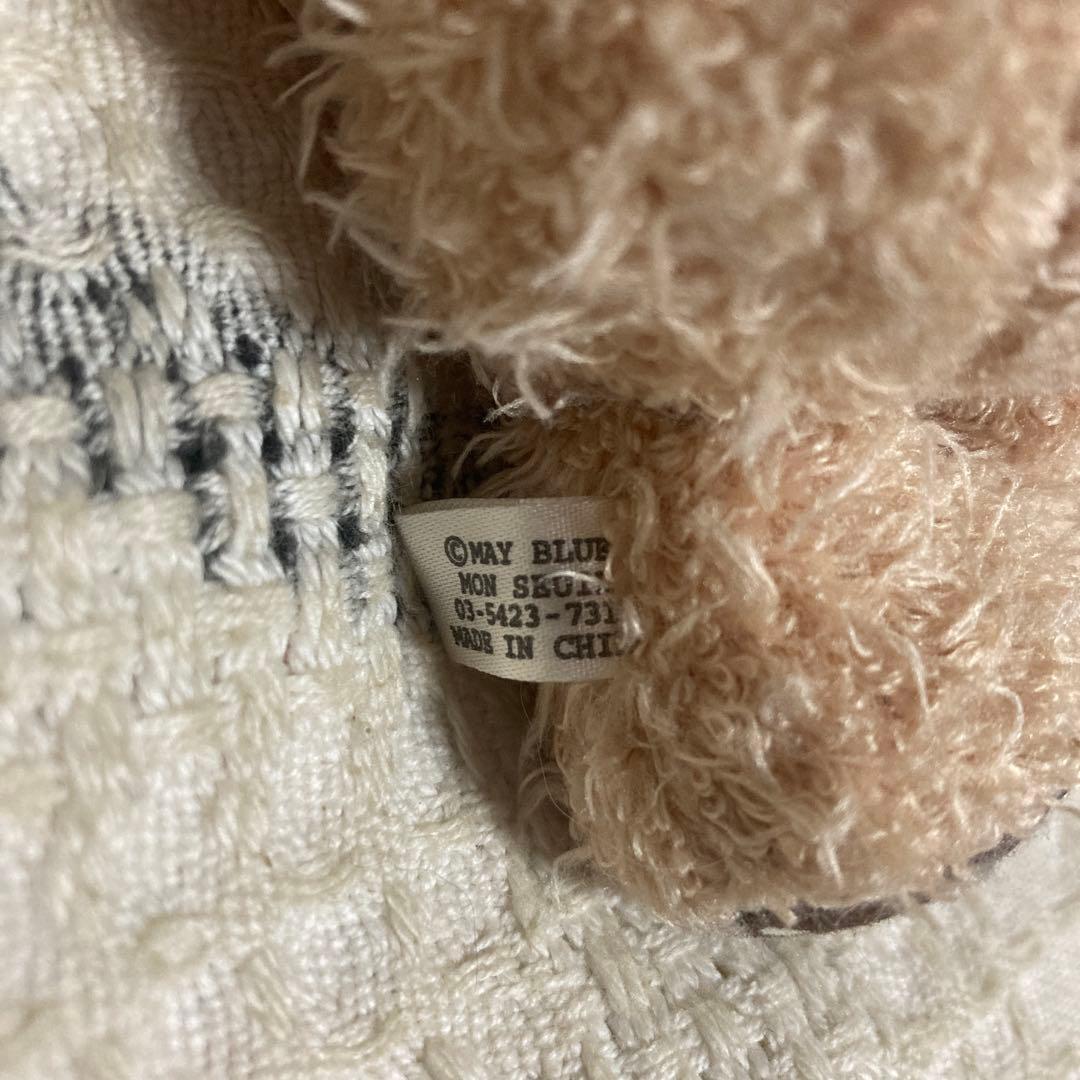 ©MAY BLUE
MON SEUIL
03-5423-731
MADE IN CHI